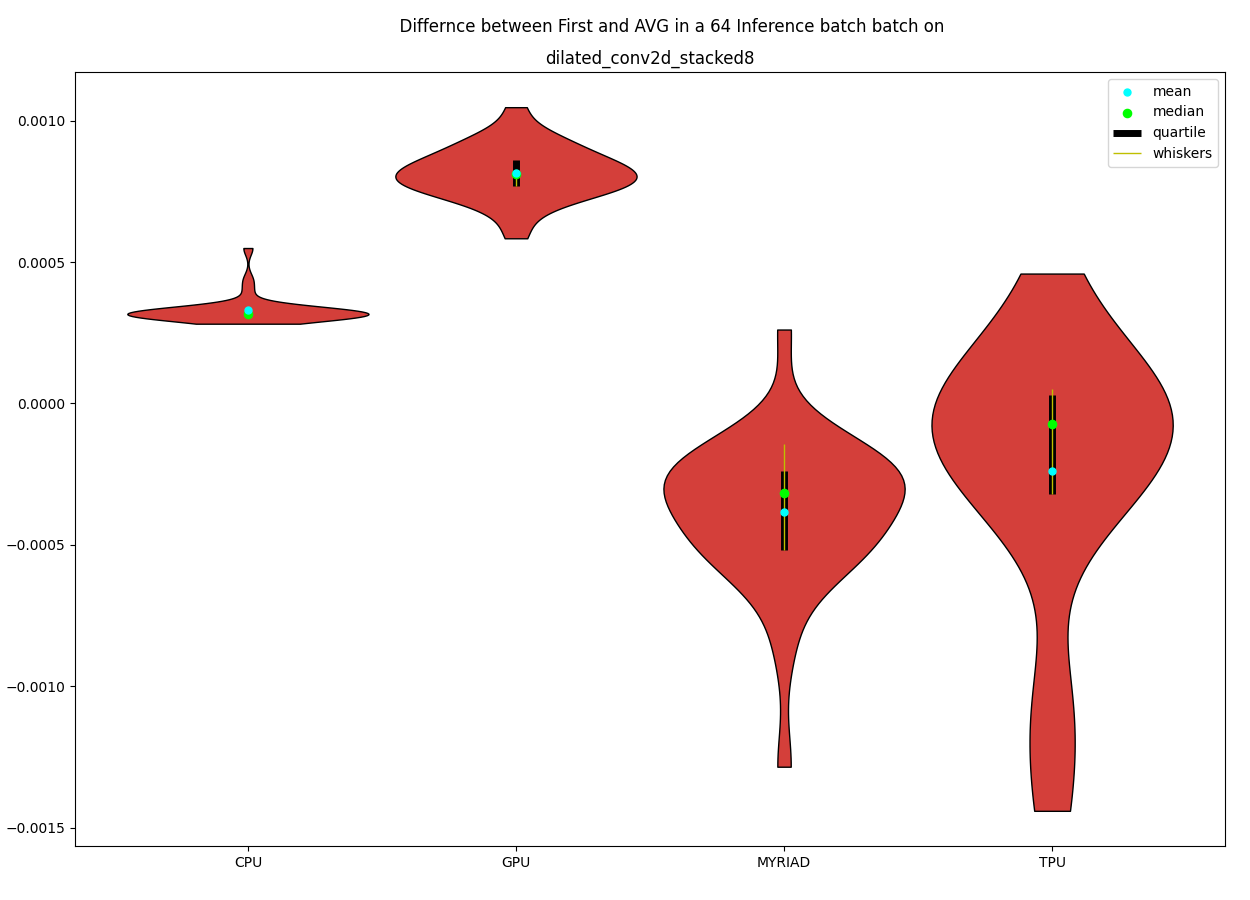 Differnce between First and AVG in a 64 Inference batch batch on
dilated_conv2d_stacked8
mean
median
quartile
whiskers
0.0010
0.0005
0.0000
−0.0005
−0.0010
−0.0015
CPU GPU MYRIAD TPU